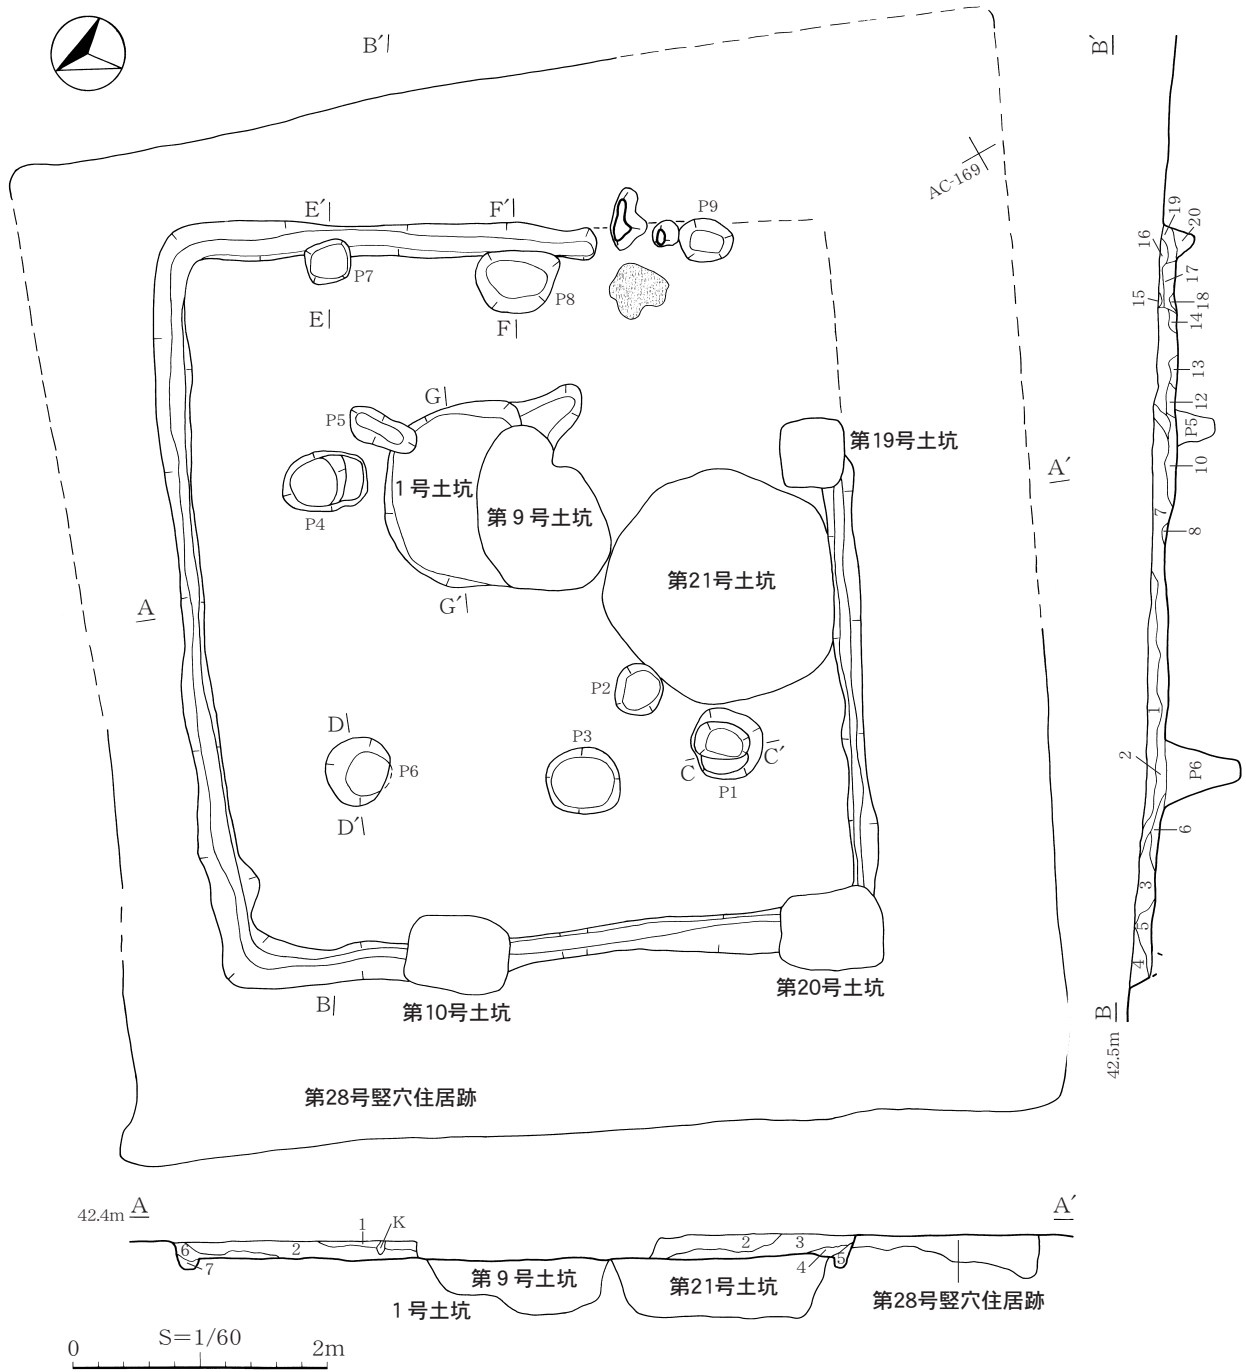 B′
B′
AC-169
E′
F′
P9
P7
P8
E
F
G
P5
第19号土坑
A′
1号土坑
第9号土坑
P4
第21号土坑
A
G′
P2
D
P3
P6
C
C′
P1
D′
B
第10号土坑
第20号土坑
第28号竪穴住居跡
19
20
16
17
15
18
14
13
12
P5
10
7
8
1
2
P6
6
3
5
4
B
42.5m
42.4m A
A′
1
K
6
2
7
2
3
4
5
第9号土坑
第21号土坑
1号土坑
第28号竪穴住居跡
S=1/60
0
2m